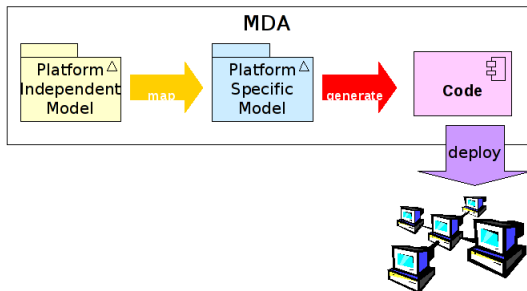 MDA
Platform
Independent
Model
map
Platform
Specific
Model
generate
Code
deploy